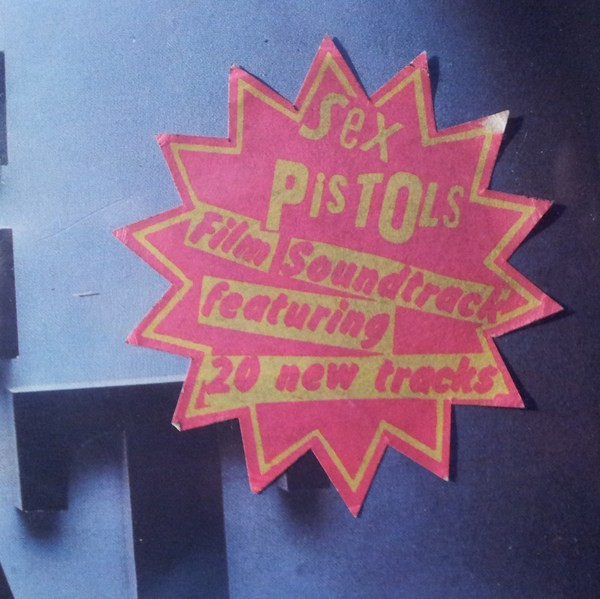 Sex
PiSTOLS
Film Soundtrack
featuring
20 new tracks